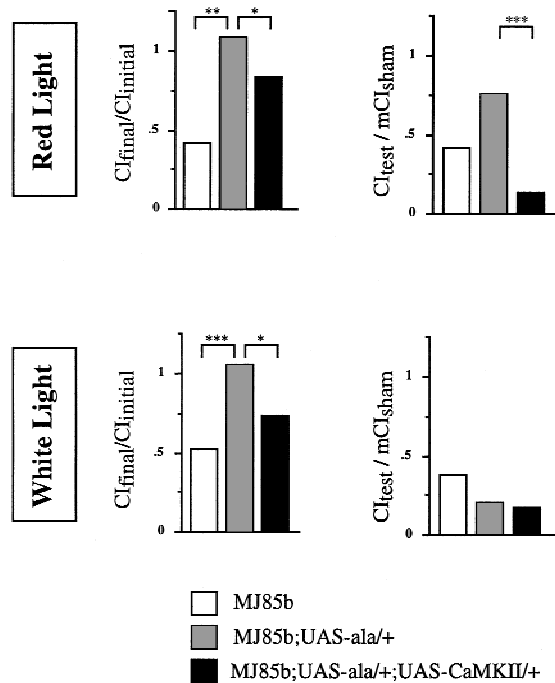 Red Light
CIfinal/CIinitial
1
.5
0
**
*
CItest / mCIsham
1
.5
0
***
White Light
CIfinal/CIinitial
1
.5
0
***
*
CItest / mCIsham
1
.5
0
MJ85b
MJ85b;UAS-ala/+
MJ85b;UAS-ala/+;UAS-CaMKII/+